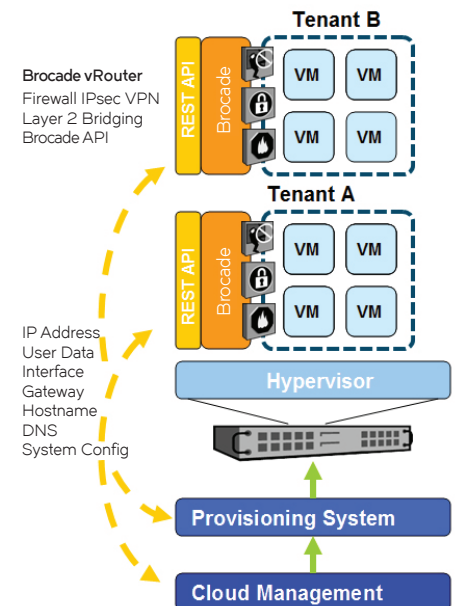 Tenant B
Brocade vRouter
Firewall IPsec VPN
Layer 2 Bridging
Brocade API
REST API
Brocade
VM
VM
VM
VM
Tenant A
REST API
Brocade
VM
VM
VM
VM
IP Address
User Data
Interface
Gateway
Hostname
DNS
System Config
Hypervisor
Provisioning System
Cloud Management